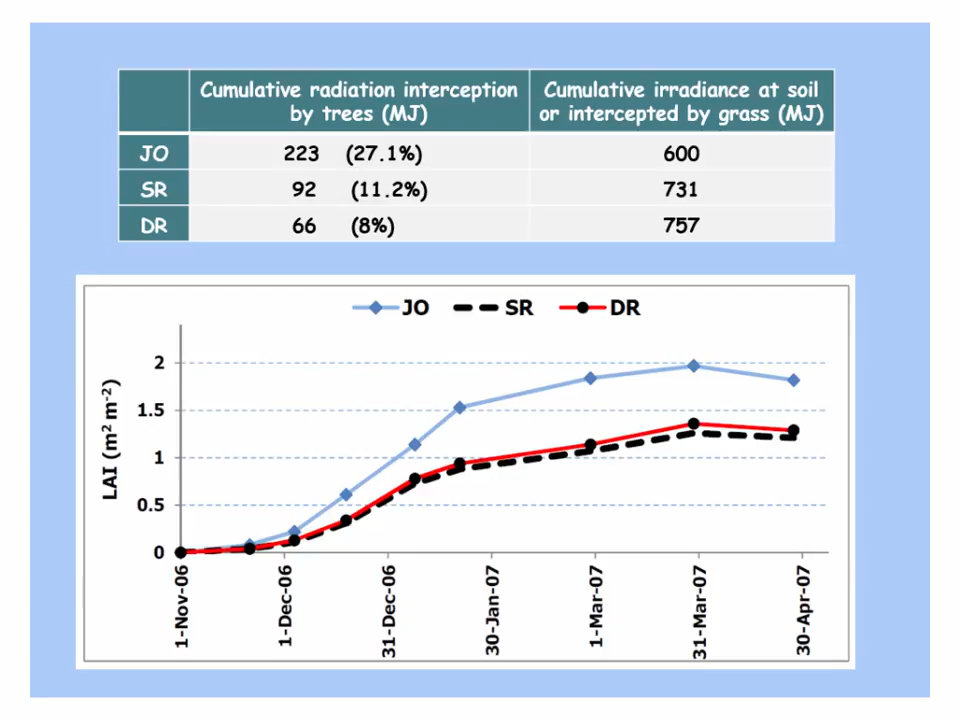 Cumulative radiation interception by trees (MJ)
Cumulative irradiance at soil or intercepted by grass (MJ)
JO 223 (27.1%) 600
SR 92 (11.2%) 731
DR 66 (8%) 757
JO SR DR
LAI (m² m⁻²)
2
1.5
1
0.5
0
1-Nov-06
1-Dec-06
31-Dec-06
30-Jan-07
1-Mar-07
31-Mar-07
30-Apr-07